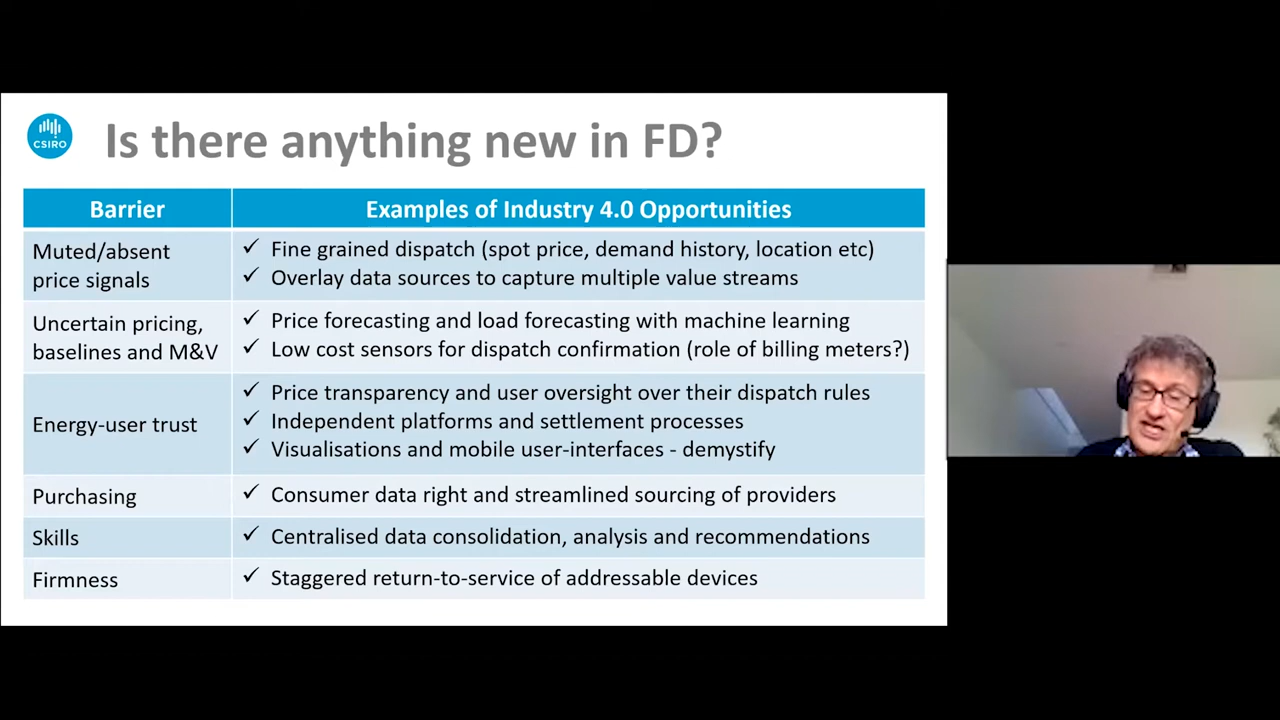 CSIRO
Is there anything new in FD?
Barrier
Examples of Industry 4.0 Opportunities
Muted/absent
price signals
✓ Fine grained dispatch (spot price, demand history, location etc)
✓ Overlay data sources to capture multiple value streams
Uncertain pricing,
baselines and M&V
✓ Price forecasting and load forecasting with machine learning
✓ Low cost sensors for dispatch confirmation (role of billing meters?)
Energy-user trust
✓ Price transparency and user oversight over their dispatch rules
✓ Independent platforms and settlement processes
✓ Visualisations and mobile user-interfaces - demystify
Purchasing
✓ Consumer data right and streamlined sourcing of providers
Skills
✓ Centralised data consolidation, analysis and recommendations
Firmness
✓ Staggered return-to-service of addressable devices